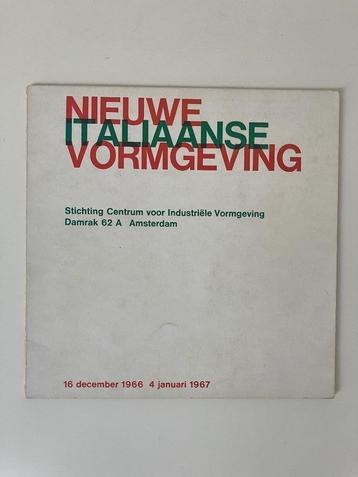 NIEUWE
ITALIAANSE
VORMGEVING
Stichting Centrum voor Industriële Vormgeving
Damrak 62 A Amsterdam
16 december 1966 4 januari 1967